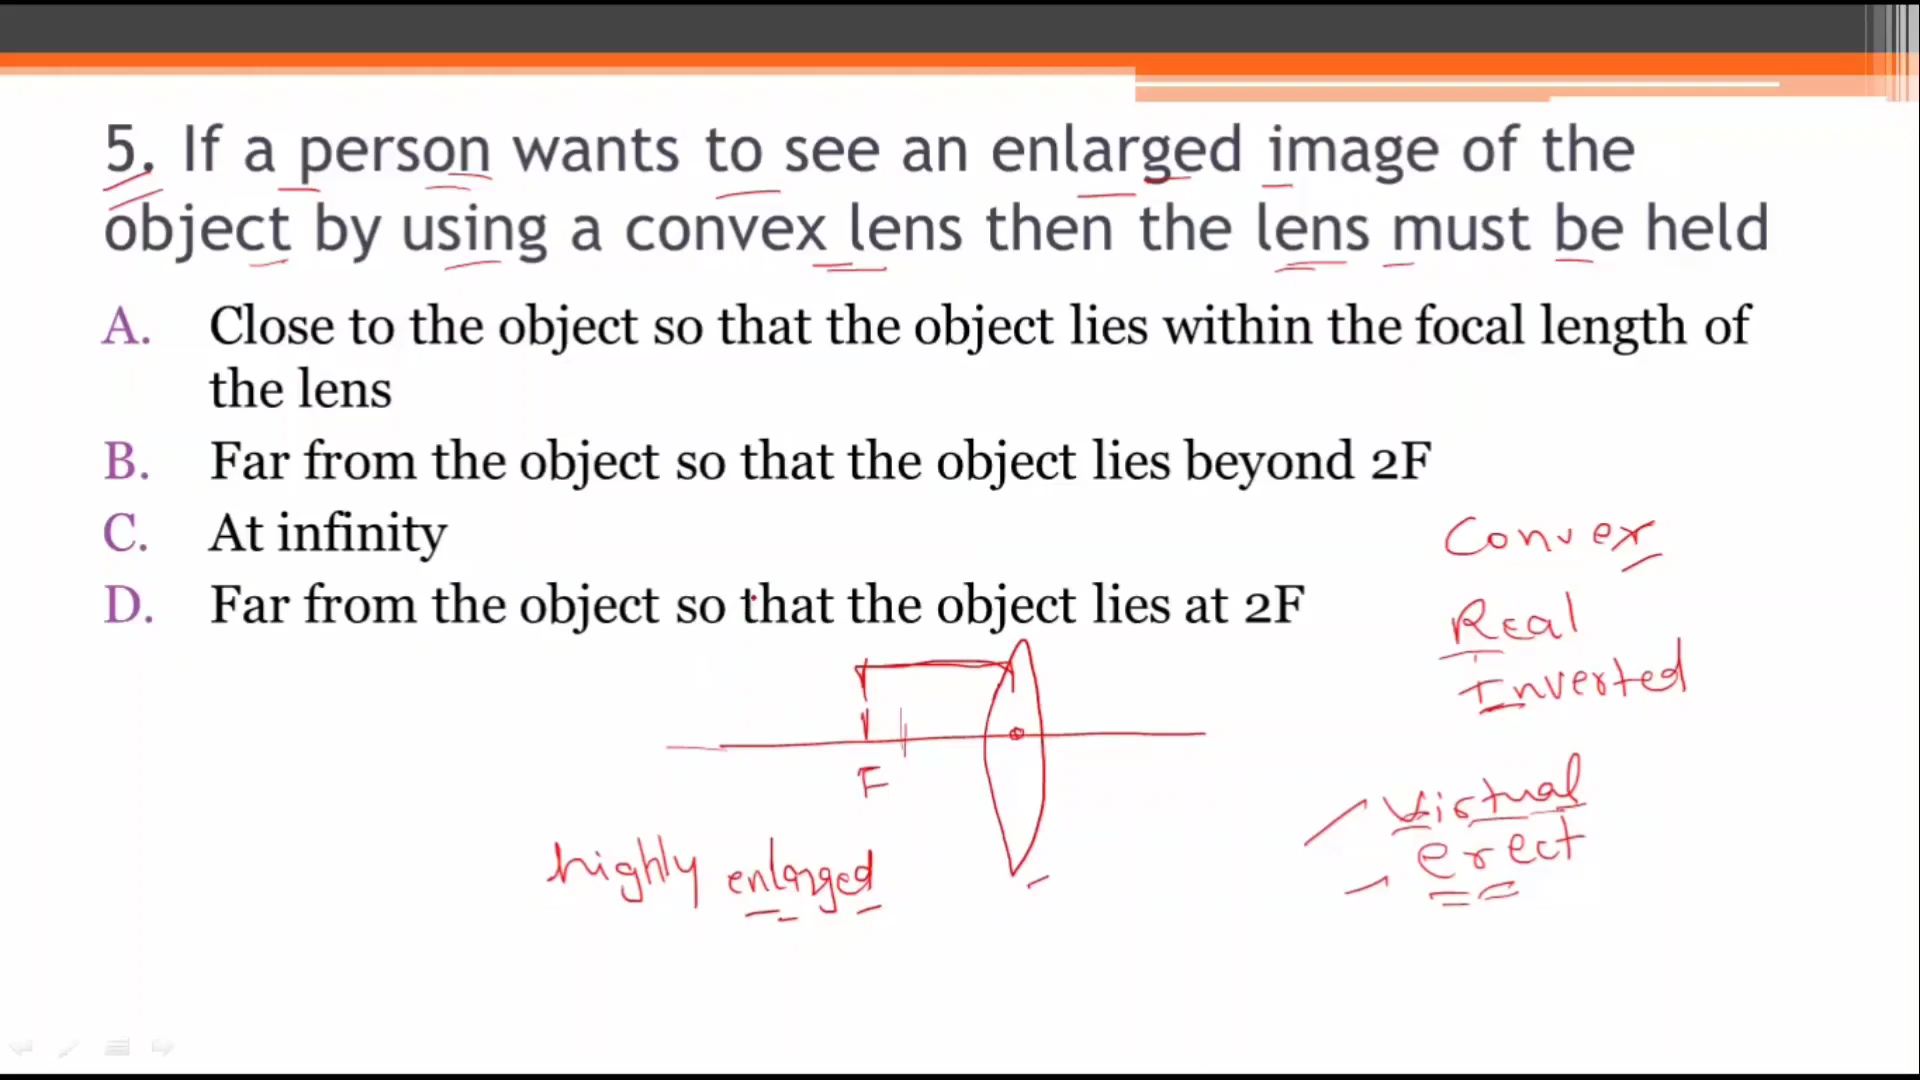 5. If a person wants to see an enlarged image of the
object by using a convex lens then the lens must be held
A. Close to the object so that the object lies within the focal length of
the lens
B. Far from the object so that the object lies beyond 2F
C. At infinity
D. Far from the object so that the object lies at 2F
Convex
Real
Inverted
F
Virtual
erect
highly enlarged